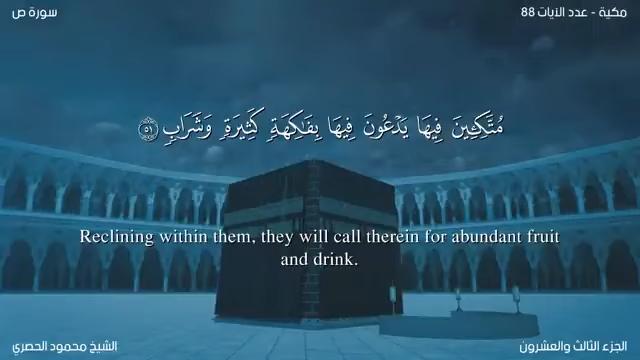 مكية - عدد الآيات 88
سورة ص
مُتَّكِـِٔينَ فِيهَا يَدْعُونَ فِيهَا بِفَـٰكِهَةٍۢ كَثِيرَةٍۢ وَشَرَابٍۢ ٥١
Reclining within them, they will call therein for abundant fruit
and drink.
الجزء الثالث والعشرون
الشيخ محمود الحصري